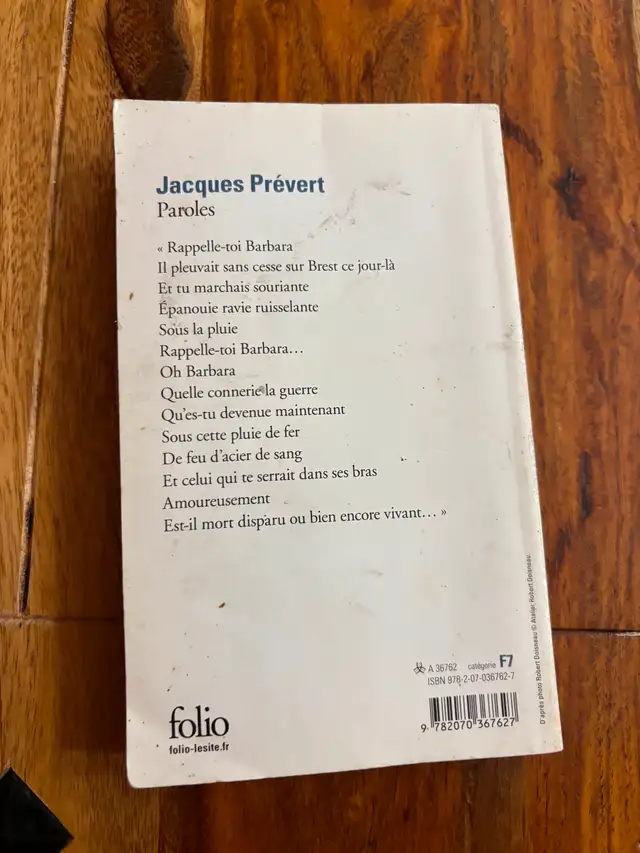 Jacques Prévert
Paroles
« Rappelle-toi Barbara
Il pleuvait sans cesse sur Brest ce jour-là
Et tu marchais souriante
Épanouie ravie ruisselante
Sous la pluie
Rappelle-toi Barbara…
Oh Barbara
Quelle connerie la guerre
Qu'es-tu devenue maintenant
Sous cette pluie de fer
De feu d'acier de sang
Et celui qui te serrait dans ses bras
Amoureusement
Est-il mort disparu ou bien encore vivant… »
A 36762 catégorie F7
ISBN 978-2-07-036762-7
9 782070 367627
folio
folio-lesite.fr
D'après photo Robert Doisneau © Atelier Robert Doisneau.